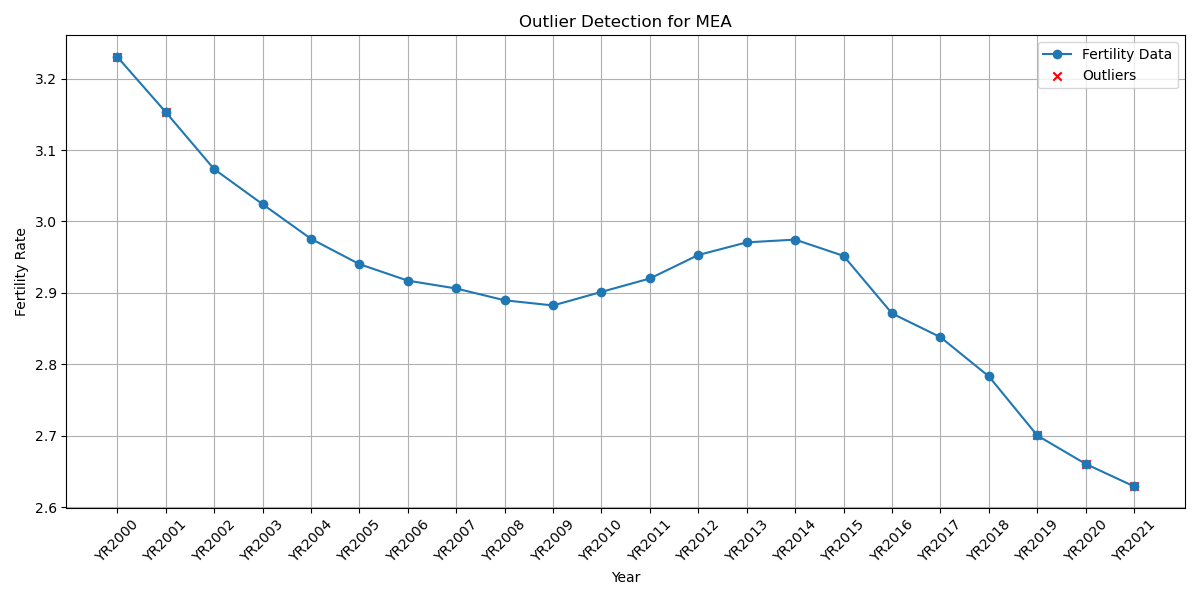 Outlier Detection for MEA
Fertility Data
Outliers
Fertility Rate
3.2
3.1
3.0
2.9
2.8
2.7
2.6
YR2000
YR2001
YR2002
YR2003
YR2004
YR2005
YR2006
YR2007
YR2008
YR2009
YR2010
YR2011
YR2012
YR2013
YR2014
YR2015
YR2016
YR2017
YR2018
YR2019
YR2020
YR2021
Year